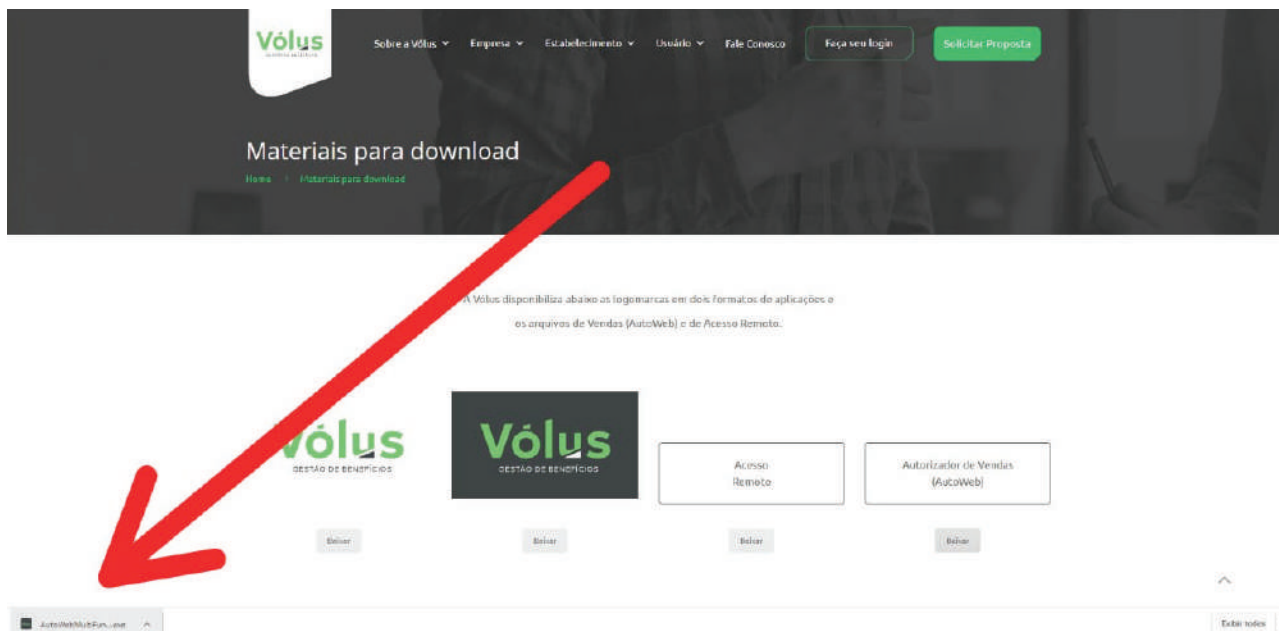 Vólus
Sobre a Vólus
Empresa
Estabelecimento
Usuário
Fale Conosco
Faça seu login
Solicitar Proposta
Materiais para download
Home
Materiais para download
A Vólus disponibiliza abaixo as logomarcas em dois formatos de aplicações e
os arquivos de Vendas (AutoWeb) e de Acesso Remoto.
Vólus
GESTÃO DE BENEFÍCIOS
Vólus
GESTÃO DE BENEFÍCIOS
Acesso
Remoto
Autorizador de Vendas
(AutoWeb)
Baixar
Baixar
Baixar
Baixar
AutoWebMultiFun....exe
Exibir todos